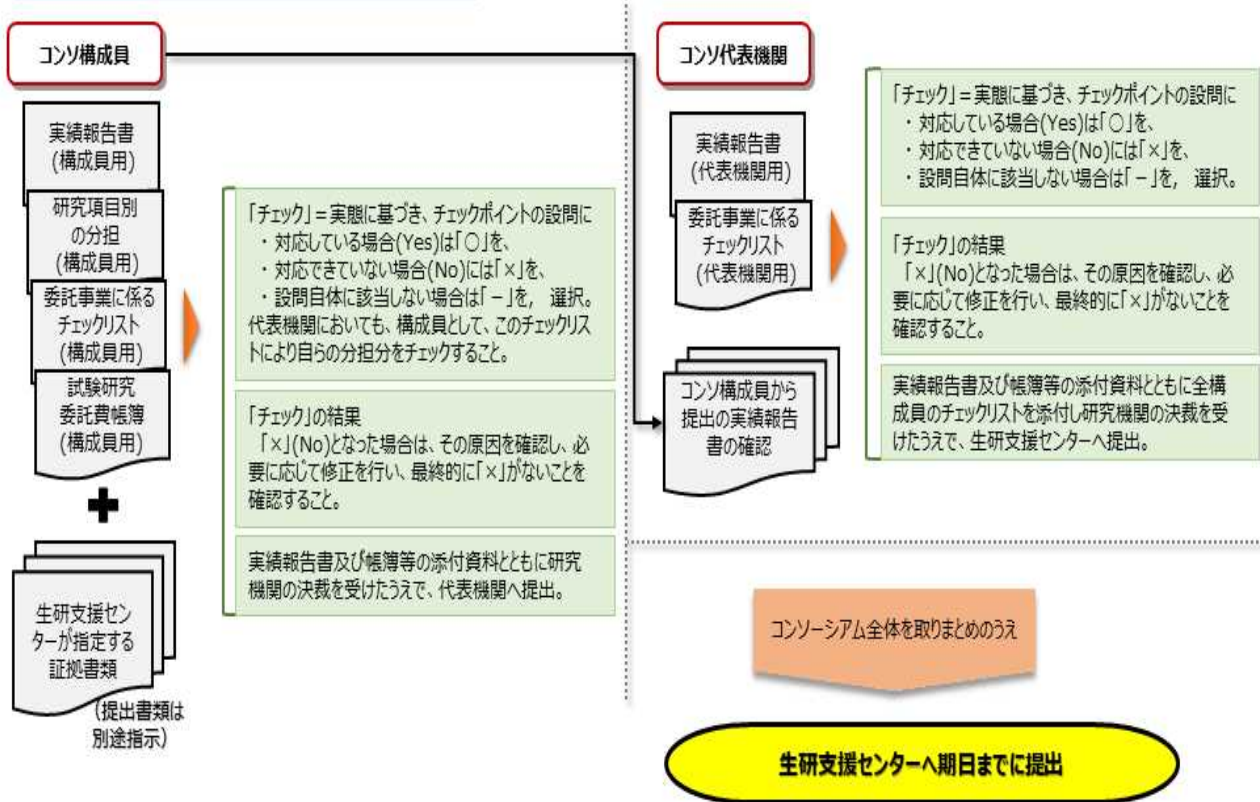 コンソ構成員
実績報告書
(構成員用)
研究項目別
の分担
(構成員用)
委託事業に係る
チェックリスト
(構成員用)
試験研究
委託費帳簿
(構成員用)
生研支援セン
ターが指定する
証拠書類
(提出書類は
別途指示)
「チェック」=実態に基づき、チェックポイントの設問に
・対応している場合(Yes)は「○」を、
・対応できていない場合(No)には「×」を、
・設問自体に該当しない場合は「-」を, 選択。
代表機関においても、構成員として、このチェックリス
トにより自らの分担分をチェックすること。
「チェック」の結果
「×」(No)となった場合は、その原因を確認し、必
要に応じて修正を行い、最終的に「×」がないことを
確認すること。
実績報告書及び帳簿等の添付資料とともに研究
機関の決裁を受けたうえで、代表機関へ提出。
コンソ代表機関
実績報告書
(代表機関用)
委託事業に係る
チェックリスト
(代表機関用)
コンソ構成員から
提出の実績報告
書の確認
「チェック」=実態に基づき、チェックポイントの設問に
・対応している場合(Yes)は「○」を、
・対応できていない場合(No)には「×」を、
・設問自体に該当しない場合は「-」を, 選択。
「チェック」の結果
「×」(No)となった場合は、その原因を確認し、必
要に応じて修正を行い、最終的に「×」がないことを
確認すること。
実績報告書及び帳簿等の添付資料とともに全構
成員のチェックリストを添付し研究機関の決裁を受
けたうえで、生研支援センターへ提出。
コンソーシアム全体を取りまとめのうえ
生研支援センターへ期日までに提出